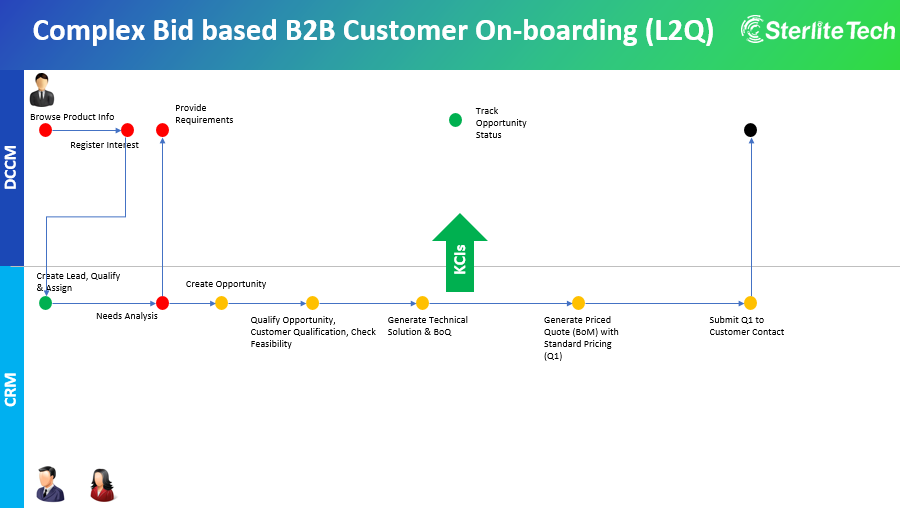 Complex Bid based B2B Customer On-boarding (L2Q)
Sterlite Tech
DCCM
Browse Product Info
Register Interest
Provide
Requirements
Track
Opportunity
Status
KCIs
CRM
Create Lead, Qualify
& Assign
Needs Analysis
Create Opportunity
Qualify Opportunity,
Customer Qualification, Check
Feasibility
Generate Technical
Solution & BoQ
Generate Priced
Quote (BoM) with
Standard Pricing
(Q1)
Submit Q1 to
Customer Contact